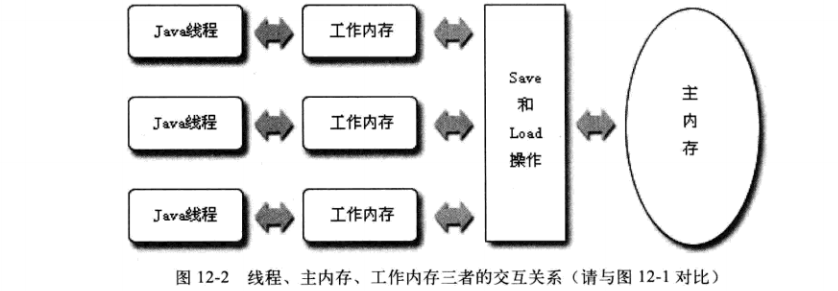 Java线程
工作内存
Java线程
工作内存
Java线程
工作内存
Save
和
Load
操作
主
内
存
图 12-2 线程、主内存、工作内存三者的交互关系（请与图 12-1 对比）